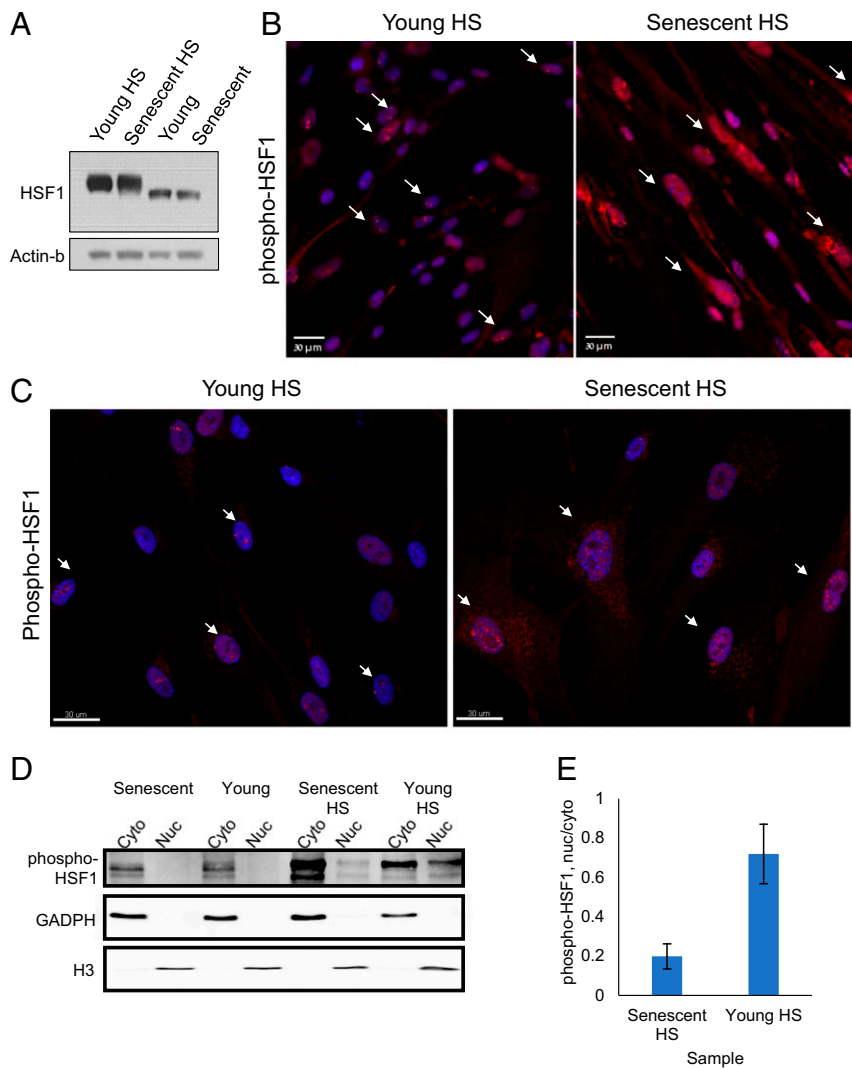 A
Young HS
Senescent HS
Young
Senescent
HSF1
Actin-b
B
Young HS
Senescent HS
phospho-HSF1
30 µm
30 µm
C
Young HS
Senescent HS
Phospho-HSF1
30 um
30 um
D
Senescent
Young
Senescent
HS
Young
HS
Cyto
Nuc
Cyto
Nuc
Cyto
Nuc
Cyto
Nuc
phospho-
HSF1
GADPH
H3
E
phospho-HSF1, nuc/cyto
1
0.8
0.6
0.4
0.2
0
Senescent
HS
Young HS
Sample